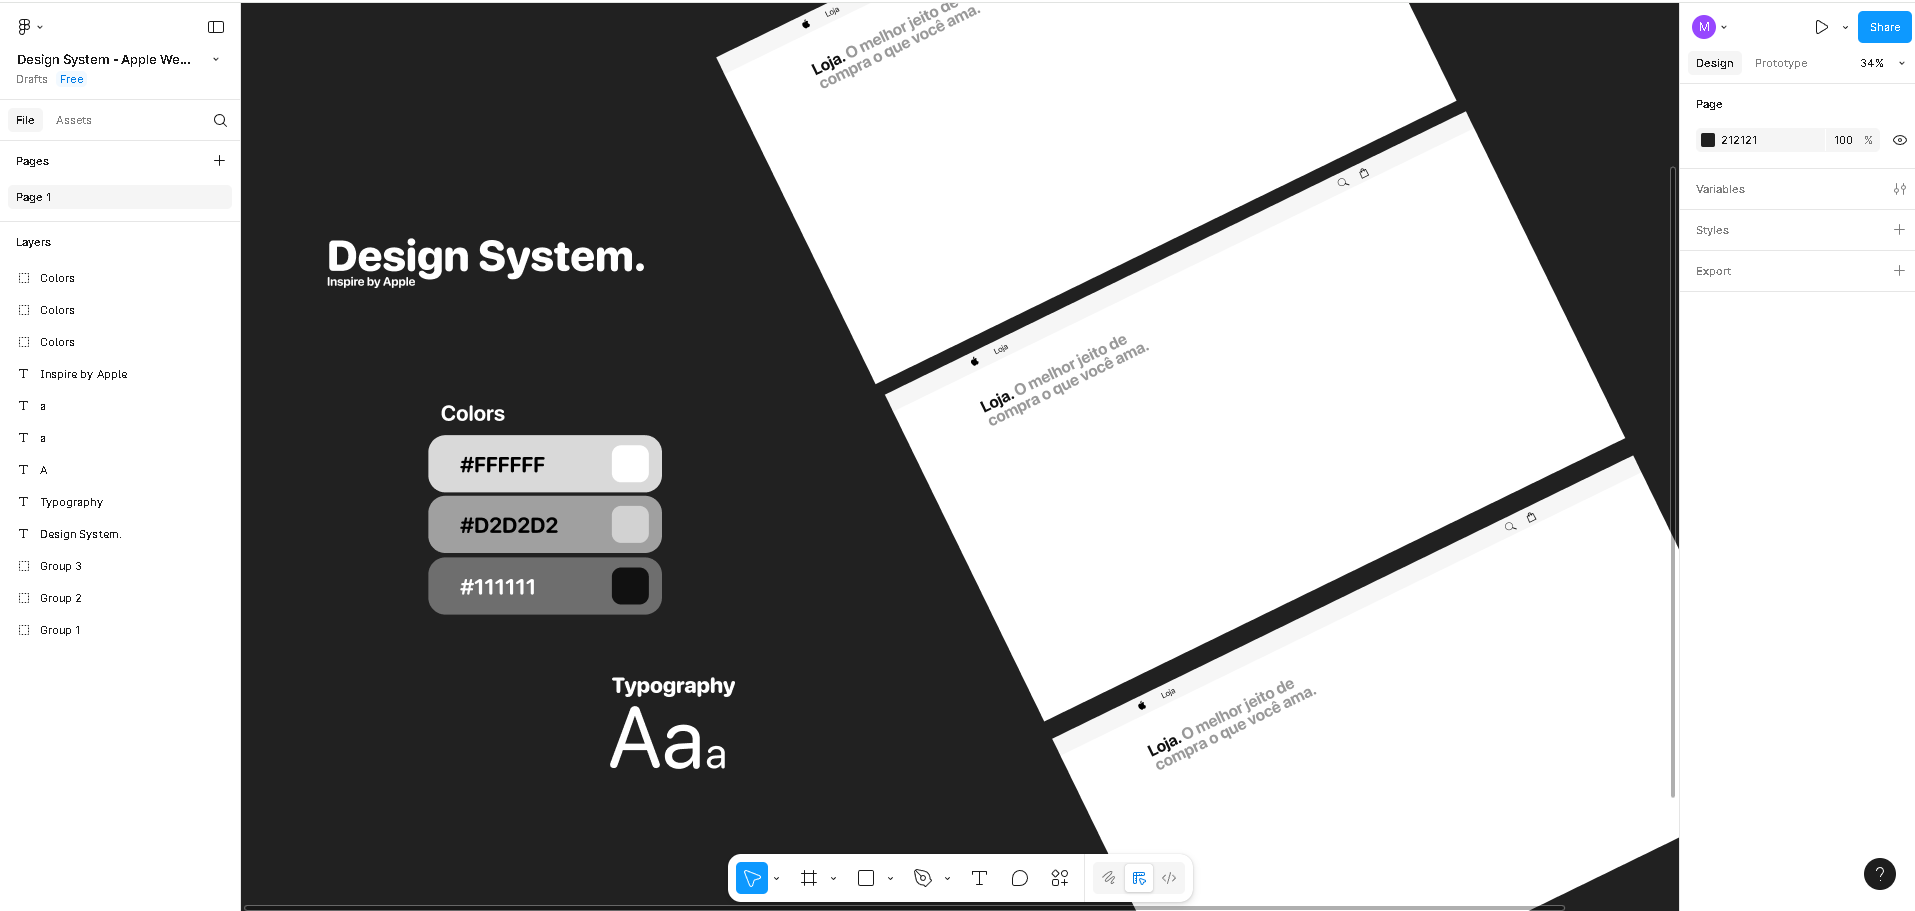 Design System - Apple We...
Drafts Free
File Assets
Pages
Page 1
Layers
Colors
Colors
Colors
Inspire by Apple
a
a
A
Typography
Design System.
Group 3
Group 2
Group 1
Design System.
Inspire by Apple
Colors
#FFFFFF
#D2D2D2
#111111
Typography
Aaa
Loja
Loja. O melhor jeito de
compra o que você ama.
Loja
Loja. O melhor jeito de
compra o que você ama.
Loja
Loja. O melhor jeito de
compra o que você ama.
M
Share
Design Prototype 34%
Page
212121 100 %
Variables
Styles
Export
?